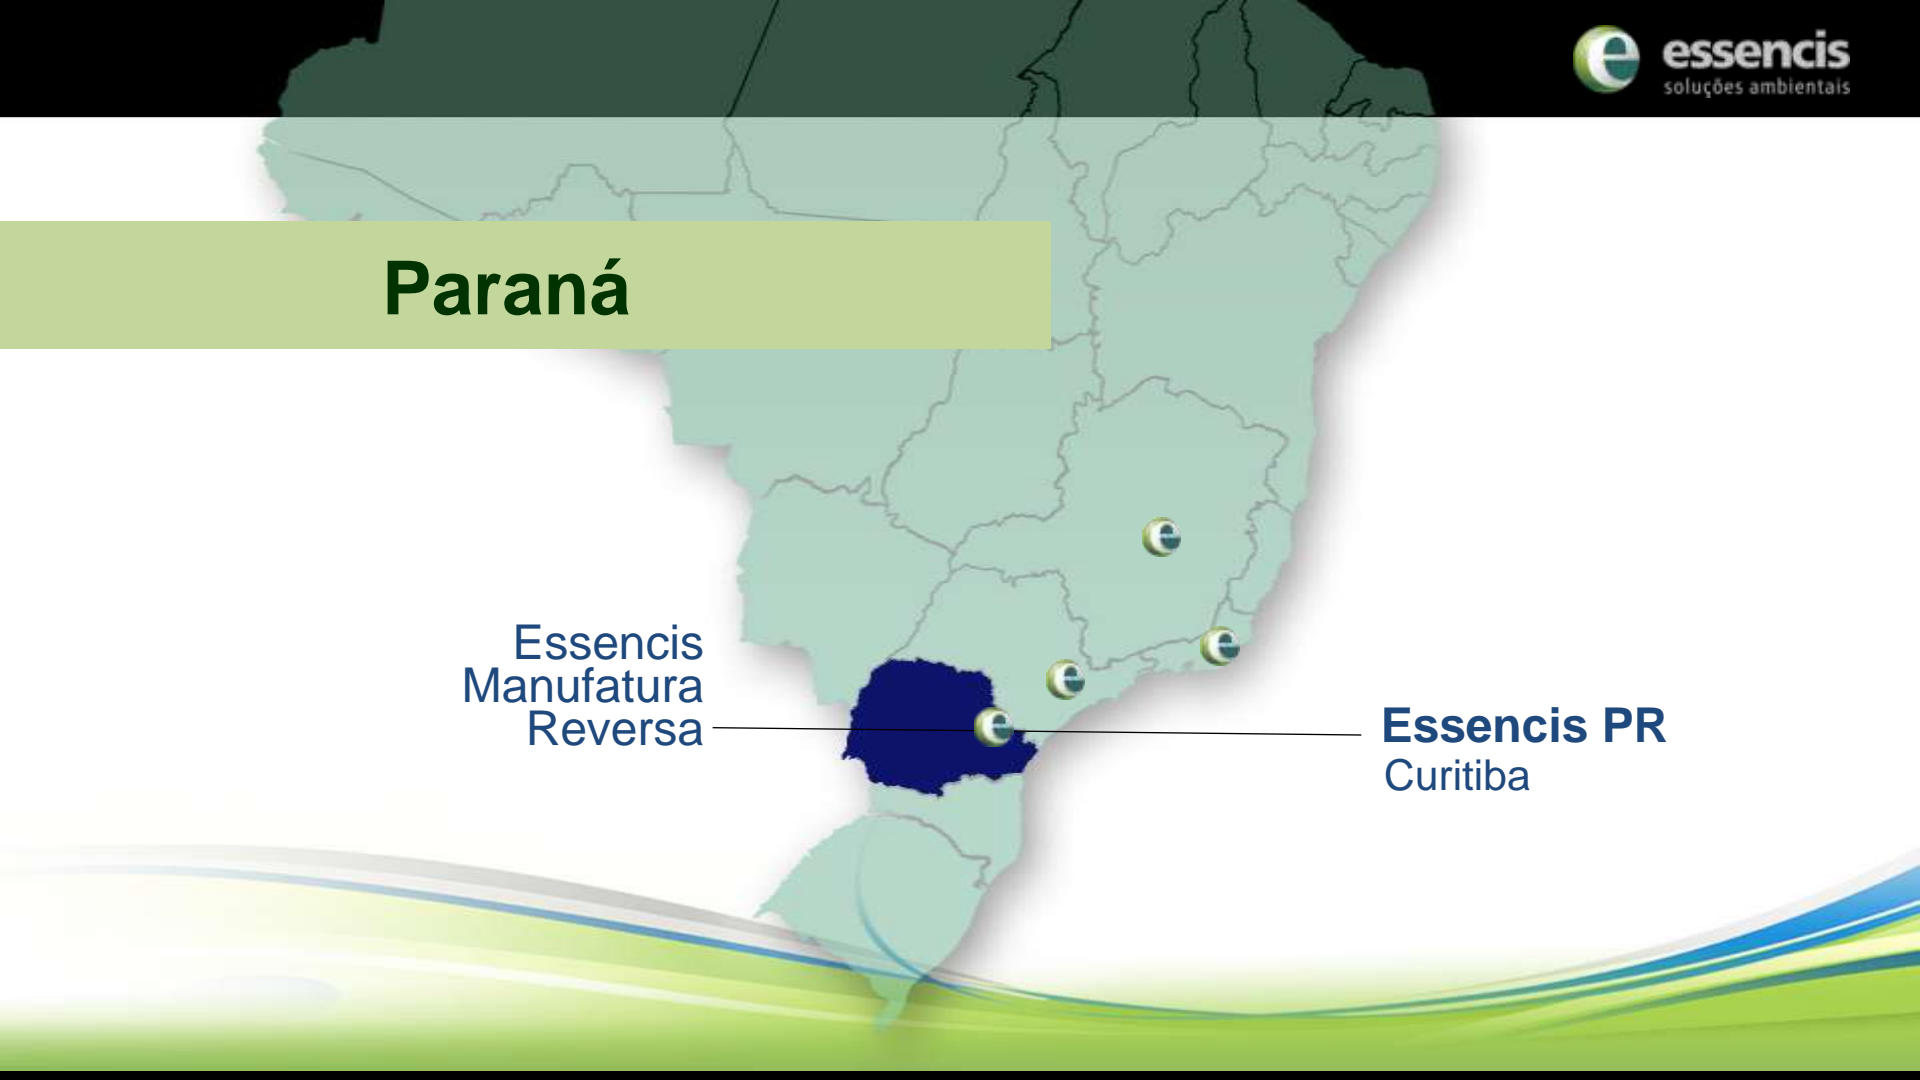 essencis
soluções ambientais
Paraná
Essencis
Manufatura
Reversa
Essencis PR
Curitiba